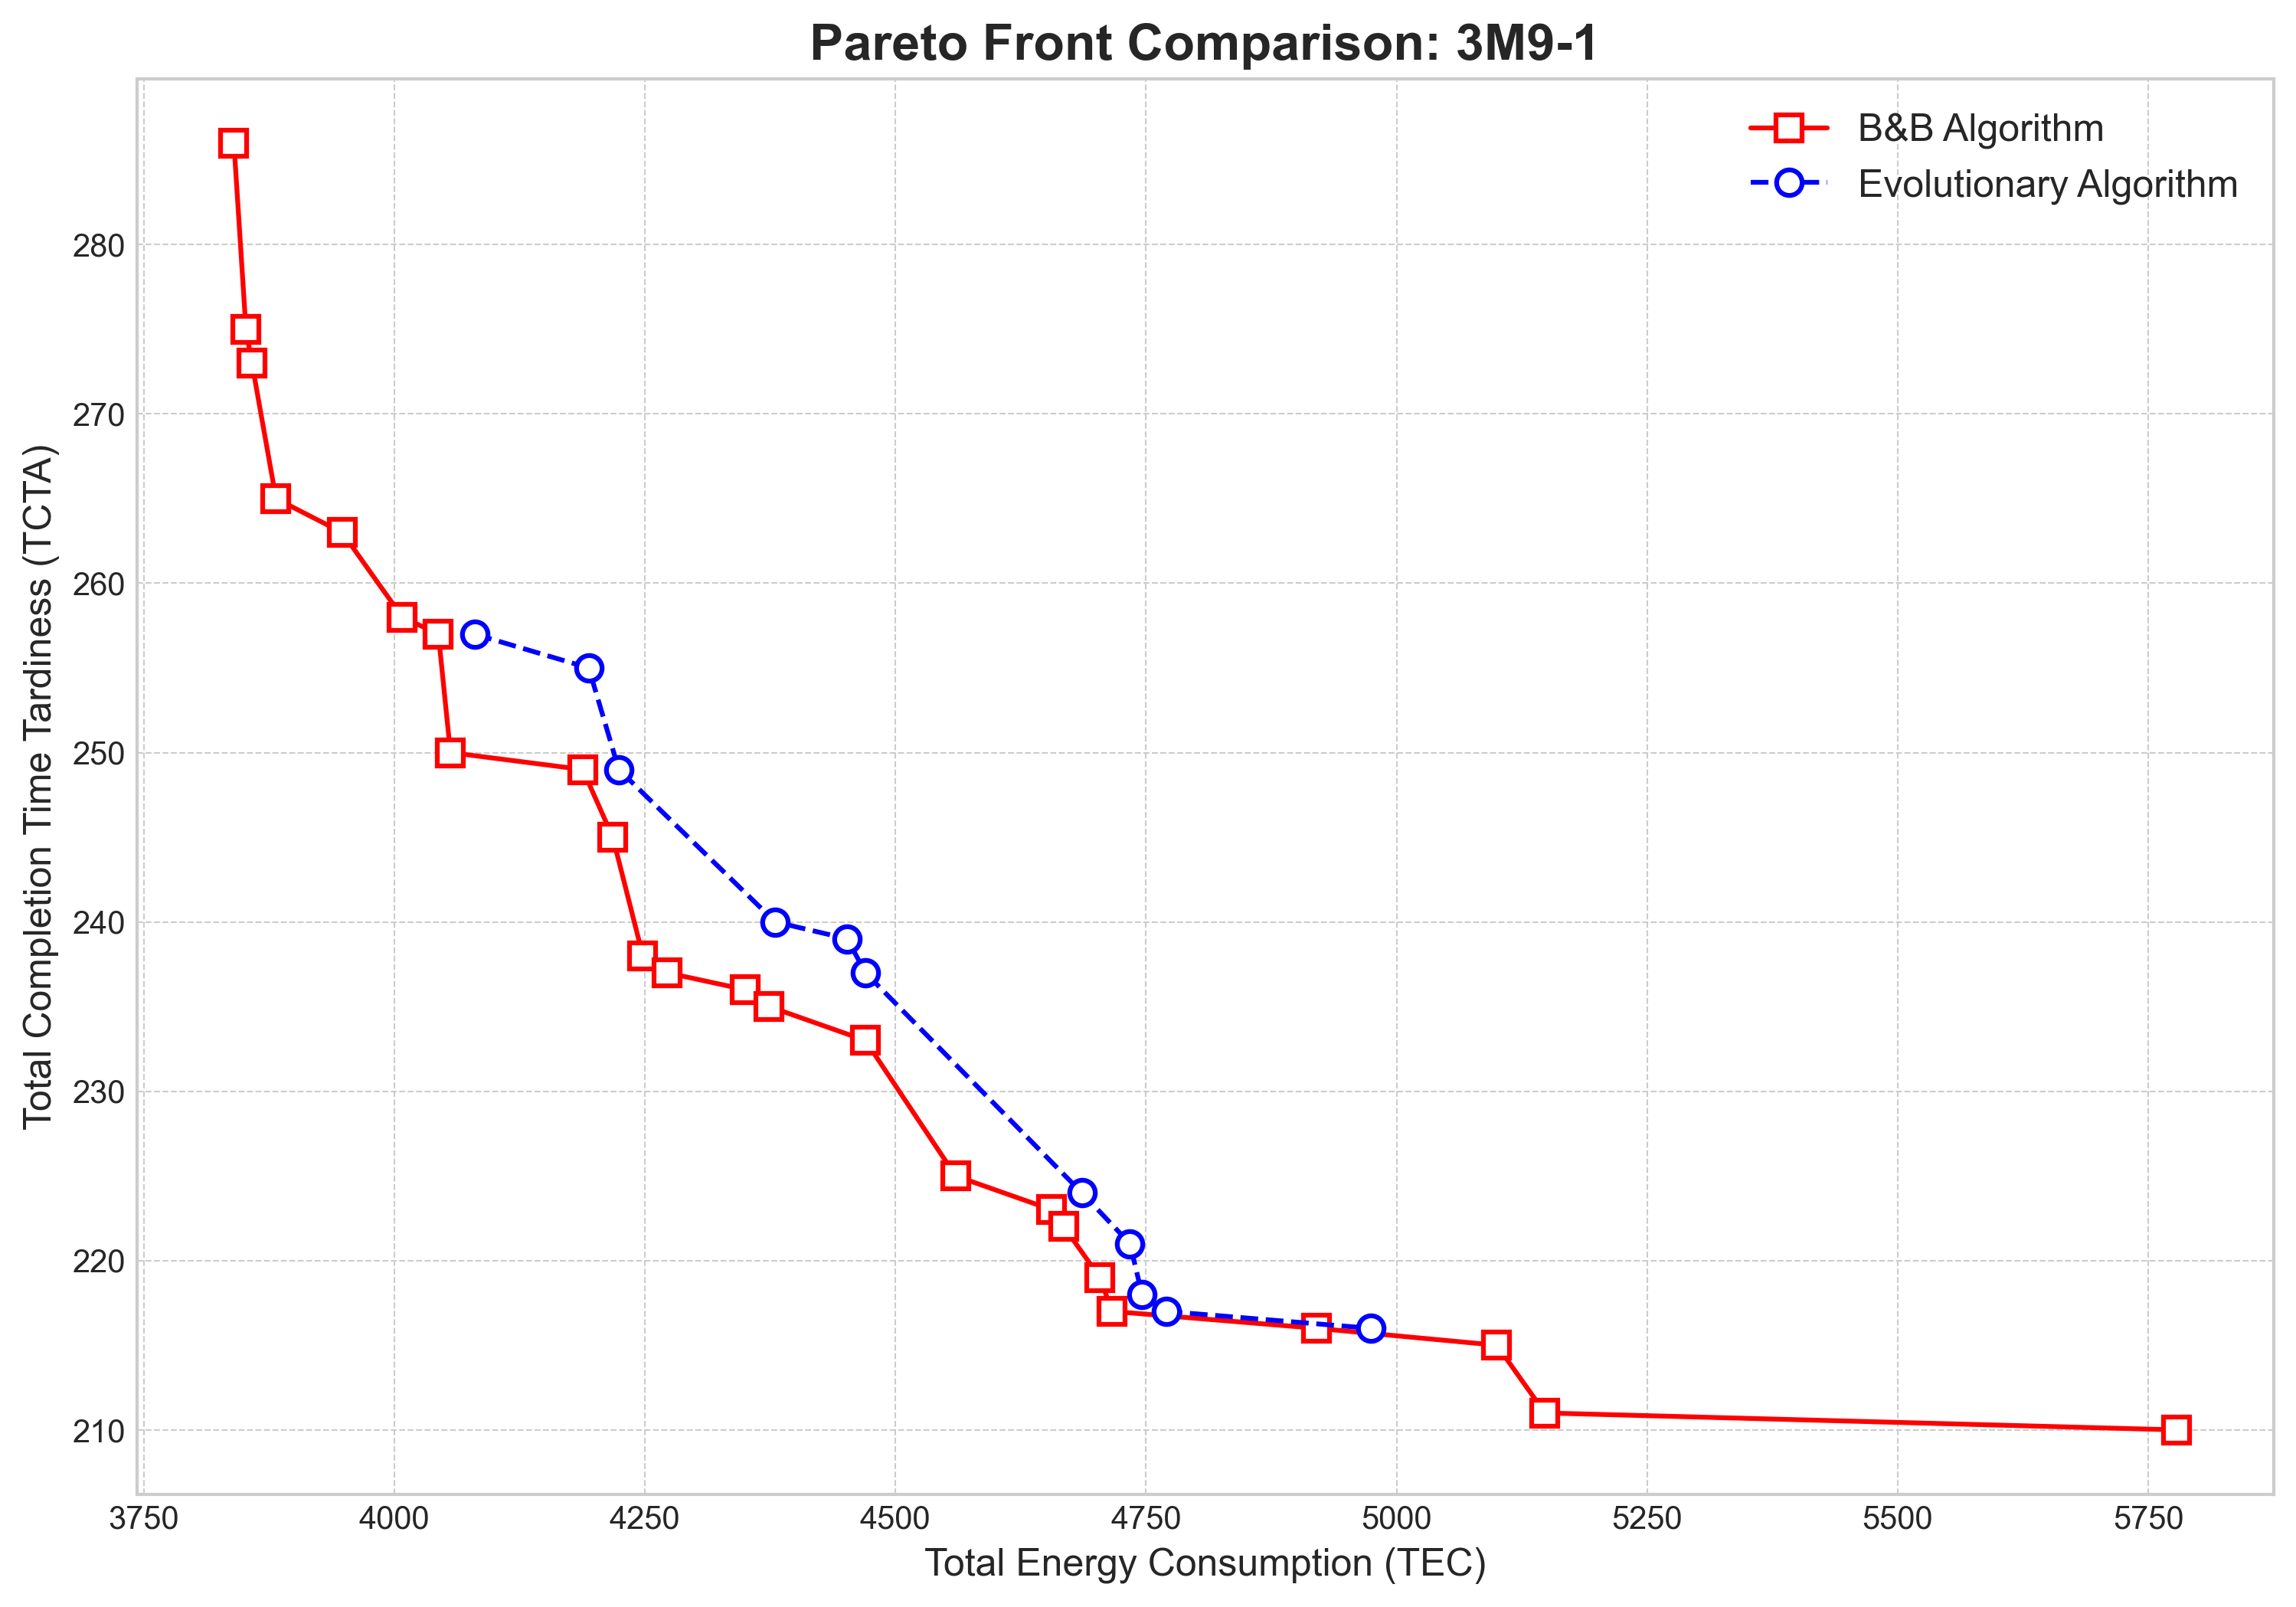 Pareto Front Comparison: 3M9-1
B&B Algorithm
Evolutionary Algorithm
Total Completion Time Tardiness (TCTA)
280
270
260
250
240
230
220
210
3750 4000 4250 4500 4750 5000 5250 5500 5750
Total Energy Consumption (TEC)